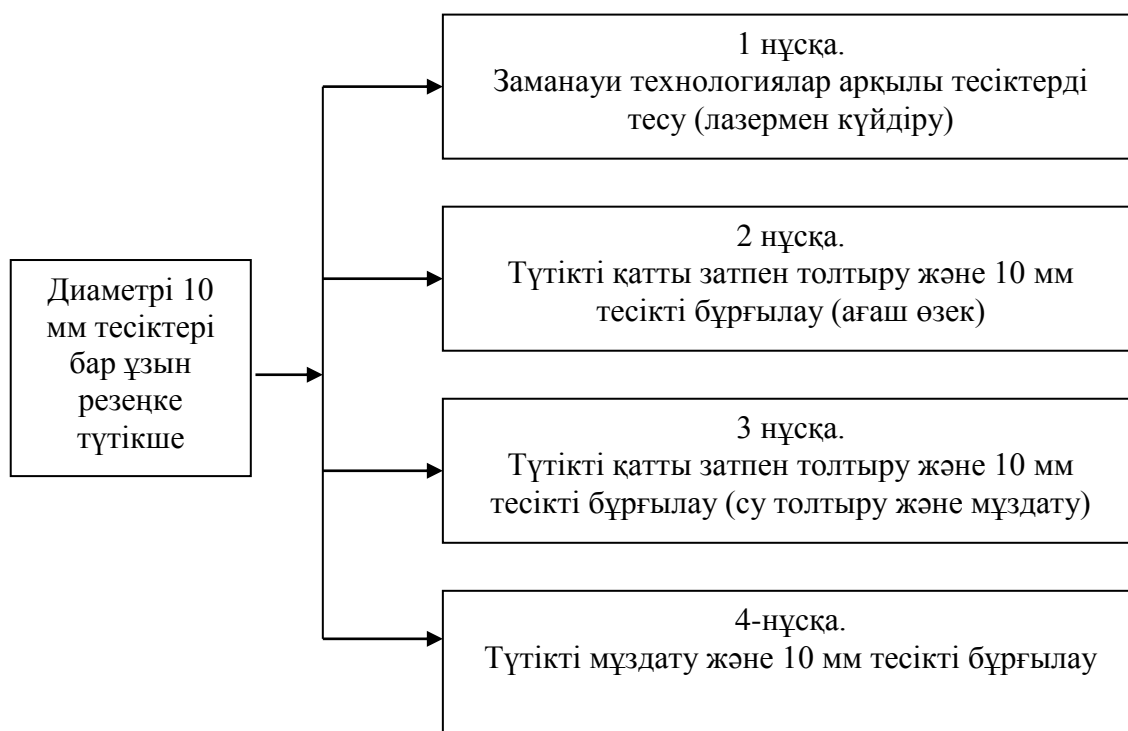 1 нұсқа.
Заманауи технологиялар арқылы тесіктерді
тесу (лазермен күйдіру)
2 нұсқа.
Түтікті қатты затпен толтыру және 10 мм
тесікті бұрғылау (ағаш өзек)
Диаметрі 10
мм тесіктері
бар ұзын
резеңке
түтікше
3 нұсқа.
Түтікті қатты затпен толтыру және 10 мм
тесікті бұрғылау (су толтыру және мұздату)
4-нұсқа.
Түтікті мұздату және 10 мм тесікті бұрғылау